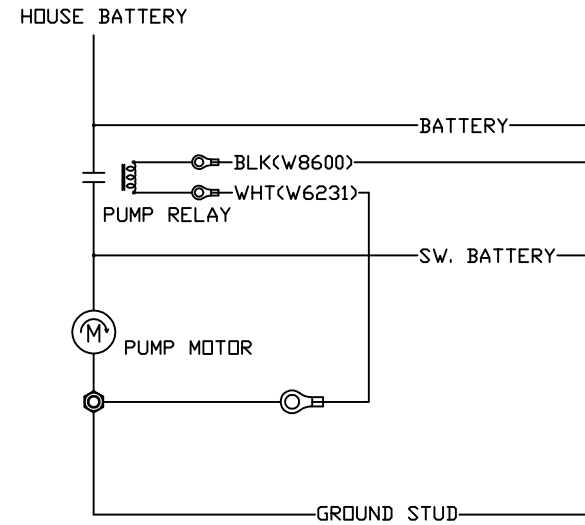 HOUSE BATTERY
BATTERY
BLK(W8600)
WHT(W6231)
PUMP RELAY
SW. BATTERY
M
PUMP MOTOR
GROUND STUD